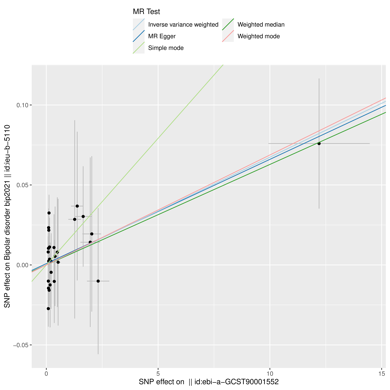 MR Test
Inverse variance weighted
Weighted median
MR Egger
Weighted mode
Simple mode
0.10
0.05
0.00
−0.05
SNP effect on Bipolar disorder bip2021 || id:ieu-b-5110
0
5
10
15
SNP effect on || id:ebi-a-GCST90001552